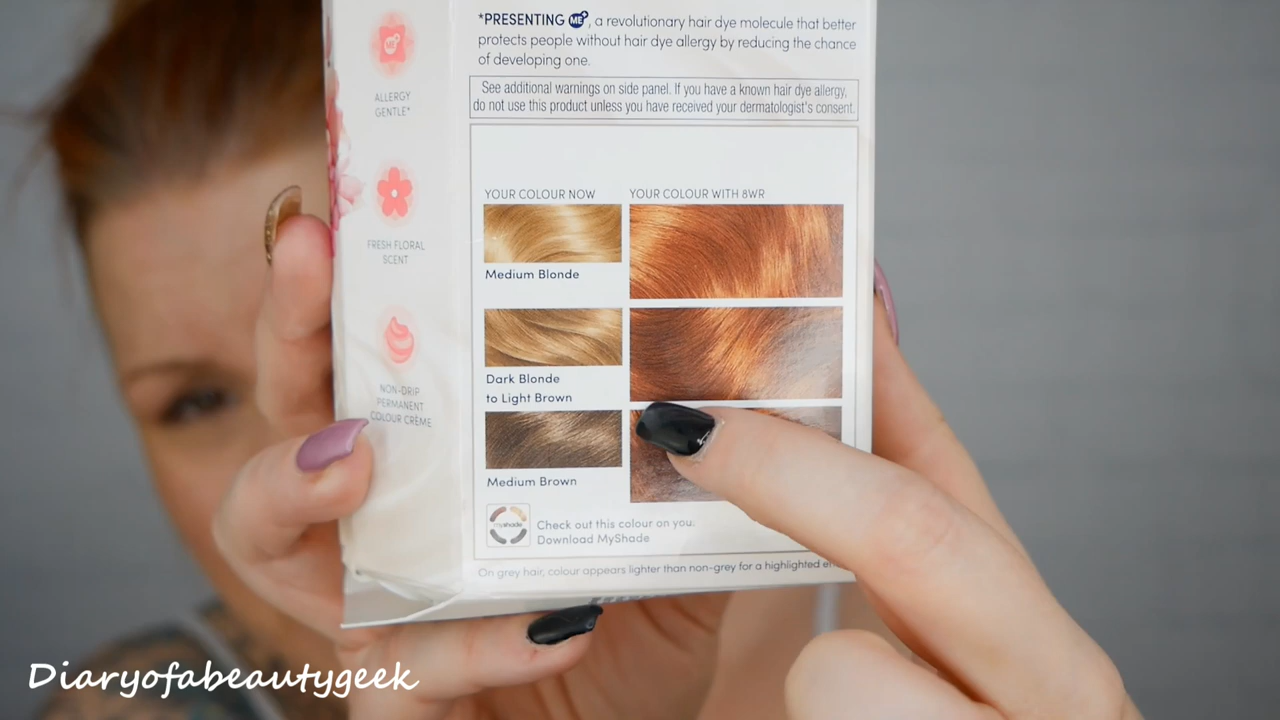 *PRESENTING ME+, a revolutionary hair dye molecule that better
protects people without hair dye allergy by reducing the chance
of developing one.
See additional warnings on side panel. If you have a known hair dye allergy,
do not use this product unless you have received your dermatologist's consent.
ME+
ALLERGY
GENTLE*
FRESH FLORAL
SCENT
NON-DRIP
PERMANENT
COLOUR CRÈME
YOUR COLOUR NOW
YOUR COLOUR WITH 8WR
Medium Blonde
Dark Blonde
to Light Brown
Medium Brown
myshade
Check out this colour on you.
Download MyShade
On grey hair, colour appears lighter than non-grey for a highlighted
Diaryofabeautygeek